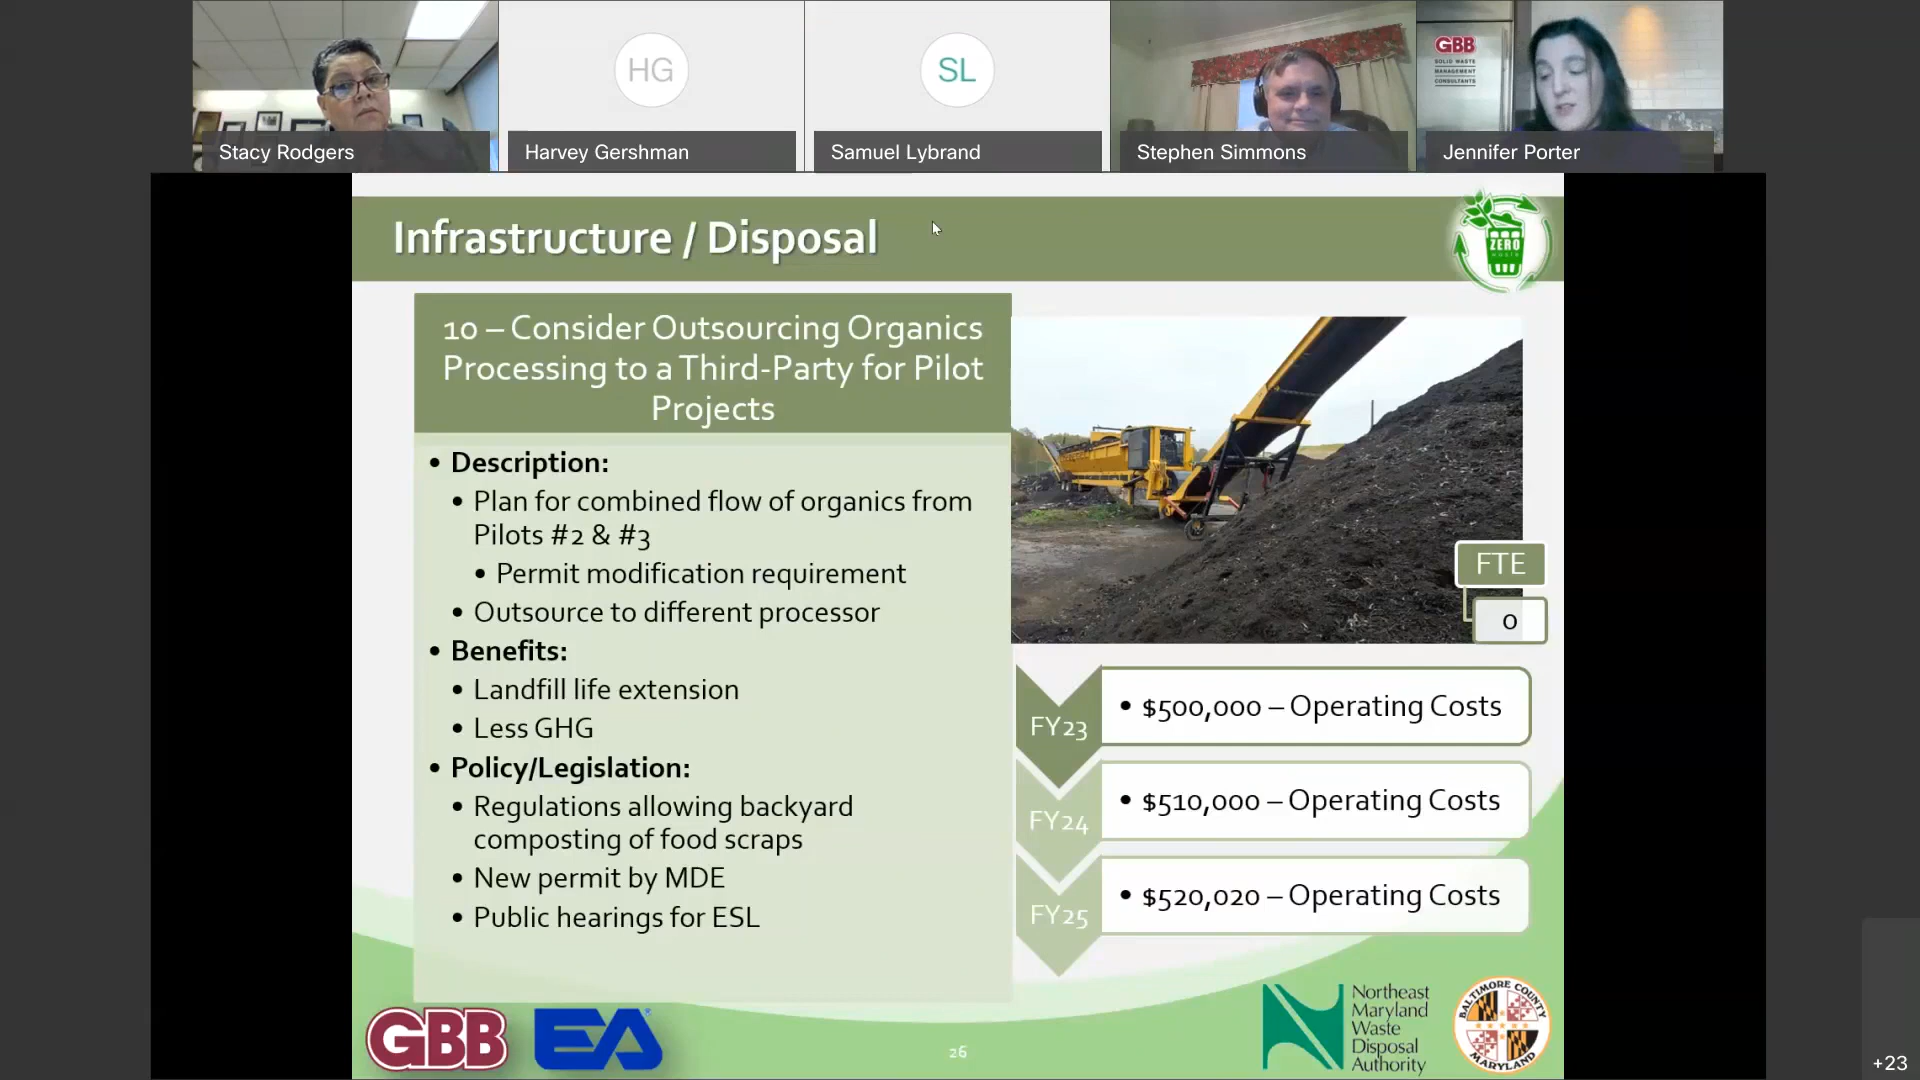 GBB
SOLID WASTE
MANAGEMENT
CONSULTANTS
HG
SL
Stacy Rodgers
Harvey Gershman
Samuel Lybrand
Stephen Simmons
Jennifer Porter
Infrastructure / Disposal
ZERO
WASTE
10 – Consider Outsourcing Organics
Processing to a Third-Party for Pilot
Projects
• Description:
• Plan for combined flow of organics from
Pilots #2 & #3
• Permit modification requirement
• Outsource to different processor
• Benefits:
• Landfill life extension
• Less GHG
• Policy/Legislation:
• Regulations allowing backyard
composting of food scraps
• New permit by MDE
• Public hearings for ESL
FTE
0
FY23
• $500,000 – Operating Costs
FY24
• $510,000 – Operating Costs
FY25
• $520,020 – Operating Costs
GBB
EA®
26
Northeast
Maryland
Waste
Disposal
Authority
BALTIMORE COUNTY
MARYLAND
+23